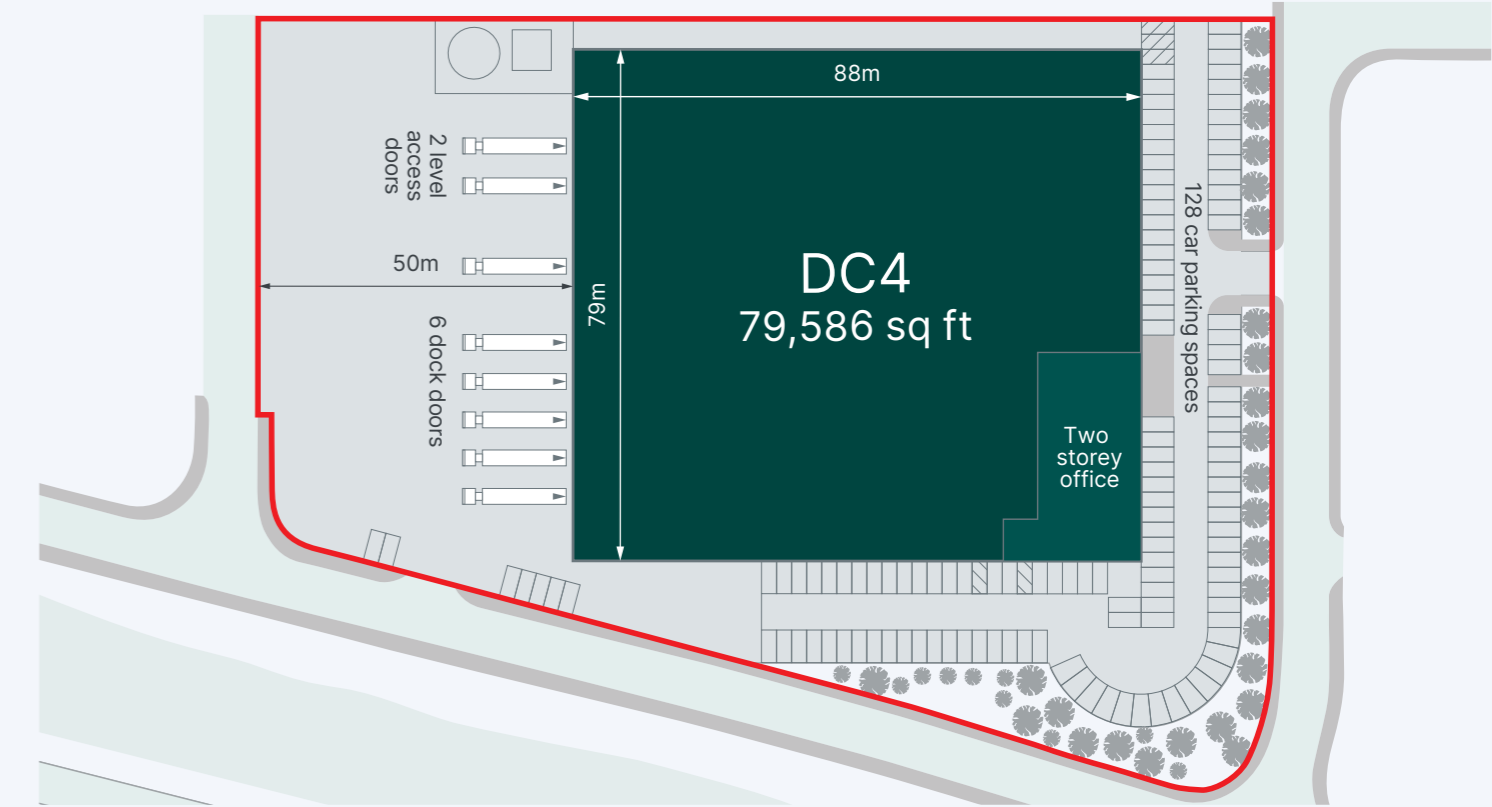 88m
2 level
access
doors
128 car parking spaces
50m
DC4
79m
79,586 sq ft
6 dock doors
Two
storey
office